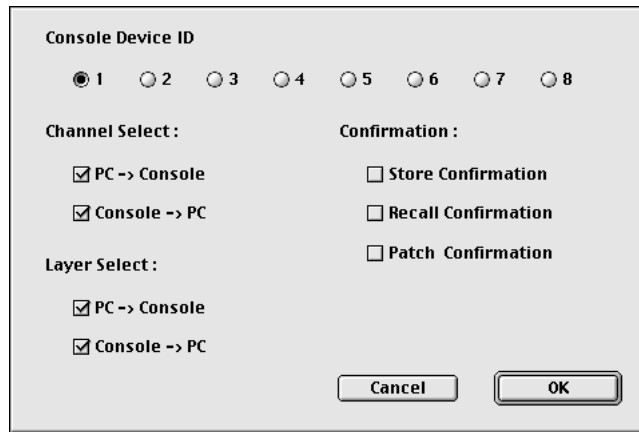 Console Device ID
1 2 3 4 5 6 7 8
Channel Select :
PC -> Console
Console -> PC
Layer Select :
PC -> Console
Console -> PC
Confirmation :
Store Confirmation
Recall Confirmation
Patch Confirmation
Cancel OK